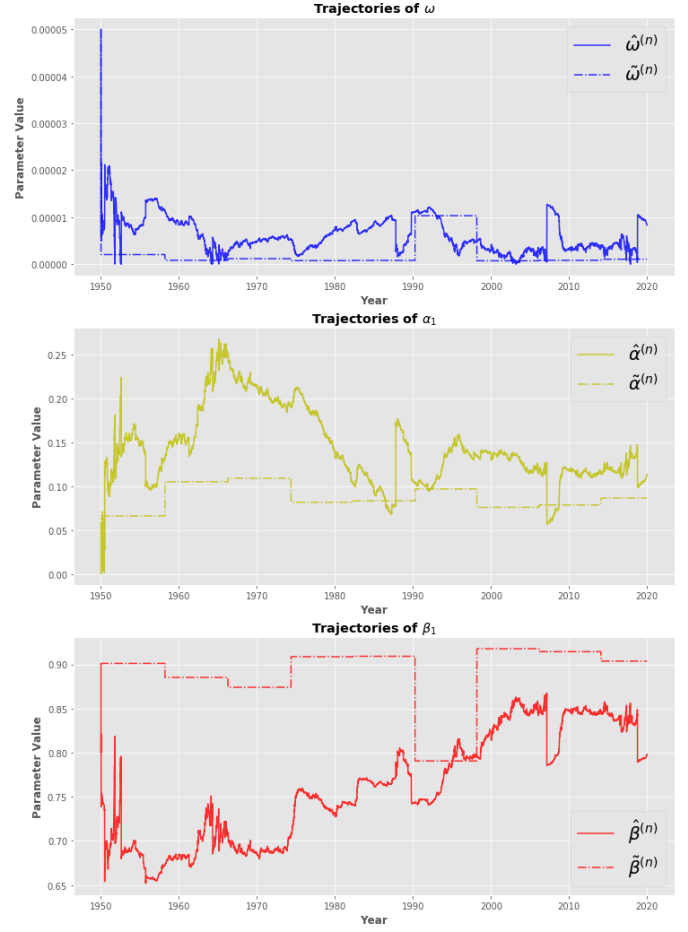 Trajectories of ω
0.00005
0.00004
0.00003
0.00002
0.00001
0.00000
Parameter Value
ω̂⁽ⁿ⁾
ω̃⁽ⁿ⁾
1950 1960 1970 1980 1990 2000 2010 2020
Year
Trajectories of α₁
0.25
0.20
0.15
0.10
0.05
0.00
Parameter Value
α̂⁽ⁿ⁾
α̃⁽ⁿ⁾
1950 1960 1970 1980 1990 2000 2010 2020
Year
Trajectories of β₁
0.90
0.85
0.80
0.75
0.70
0.65
Parameter Value
β̂⁽ⁿ⁾
β̃⁽ⁿ⁾
1950 1960 1970 1980 1990 2000 2010 2020
Year